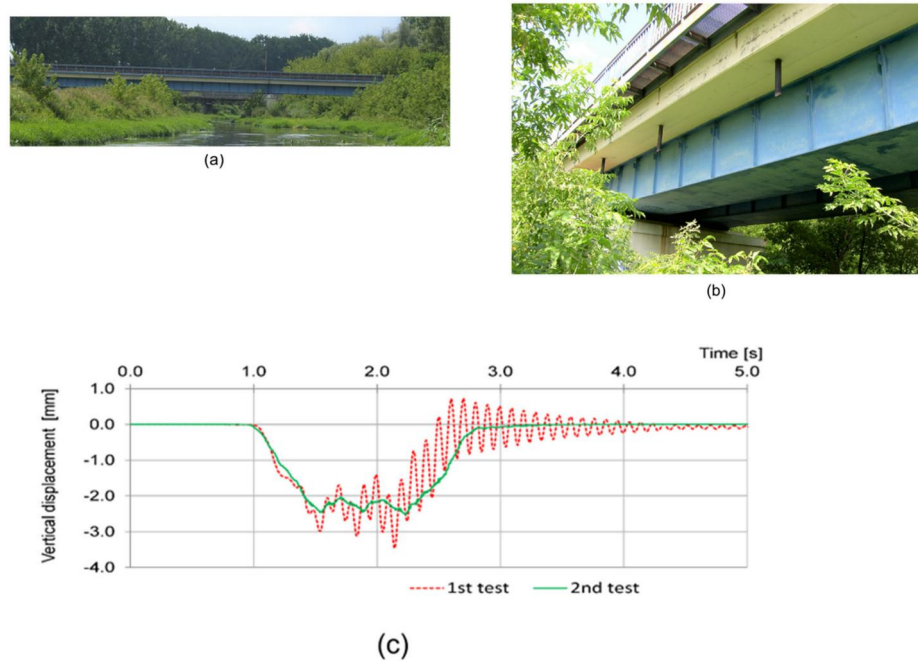 (a)
(b)
Time [s]
0.0 1.0 2.0 3.0 4.0 5.0
1.0
0.0
-1.0
-2.0
-3.0
-4.0
Vertical displacement [mm]
1st test 2nd test
(c)